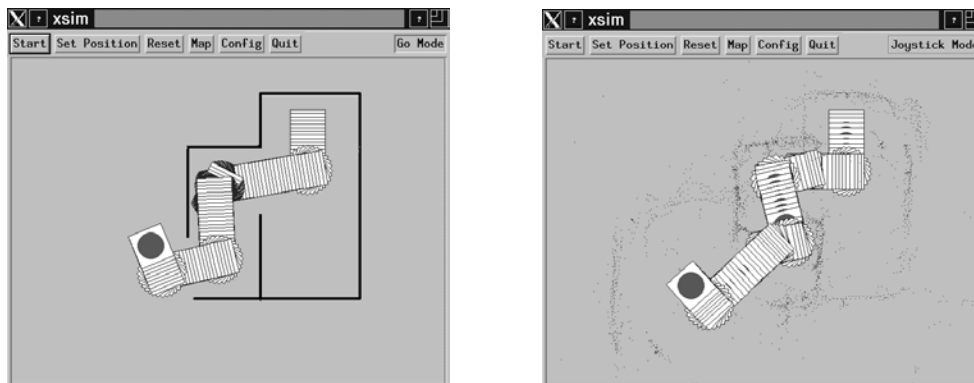 X ? xsim ?
Start Set Position Reset Map Config Quit Go Mode
X ? xsim ?
Start Set Position Reset Map Config Quit Joystick Mode